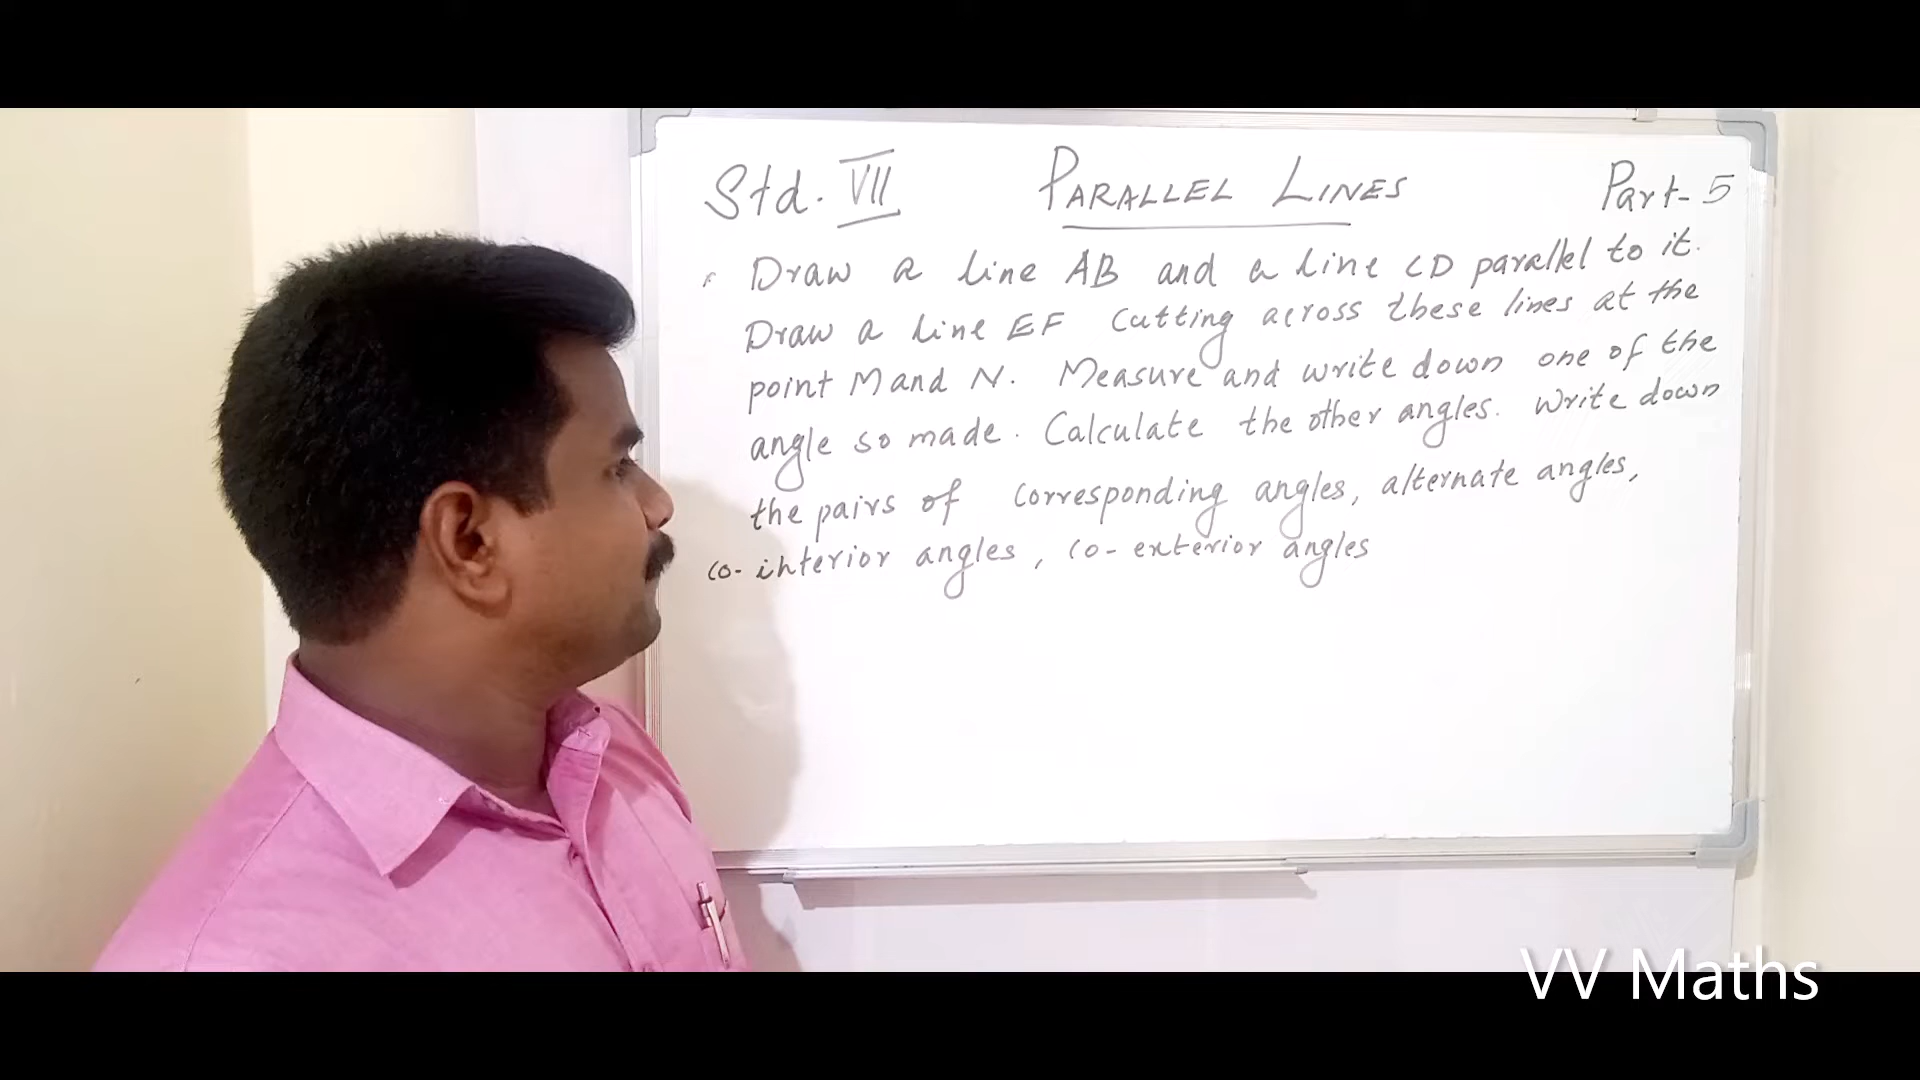 Std. VII PARALLEL LINES Part-5
Draw a line AB and a line CD parallel to it.
Draw a line EF cutting across these lines at the
point M and N. Measure and write down one of the
angle so made. Calculate the other angles. Write down
the pairs of corresponding angles, alternate angles,
co-interior angles, co-exterior angles
VV Maths